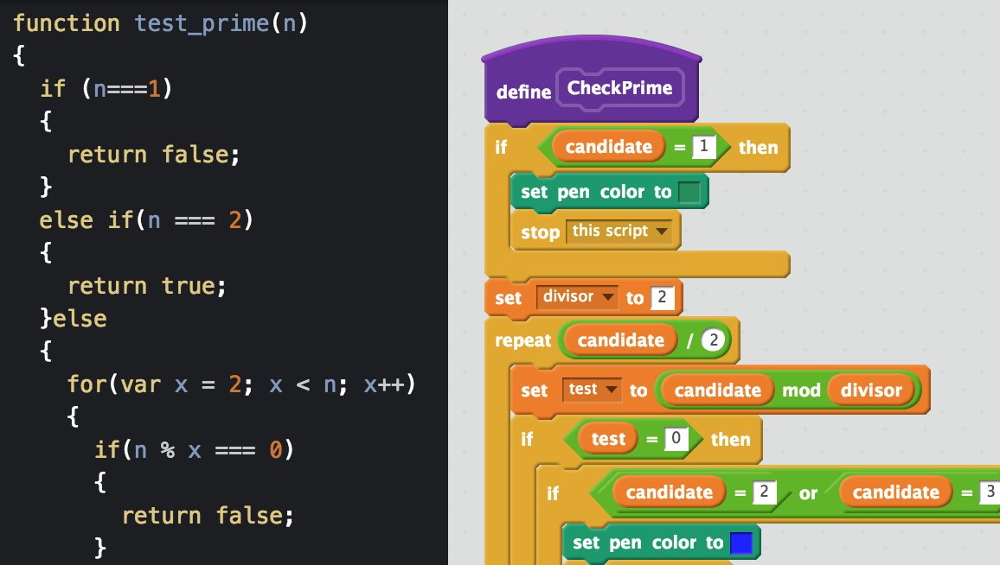 function test_prime(n)
{
if (n===1)
{
return false;
}
else if(n === 2)
{
return true;
}else
{
for(var x = 2; x < n; x++)
{
if(n % x === 0)
{
return false;
}
define CheckPrime
if candidate = 1 then
set pen color to
stop this script
set divisor to 2
repeat candidate / 2
set test to candidate mod divisor
if test = 0 then
if candidate = 2 or candidate = 3
set pen color to